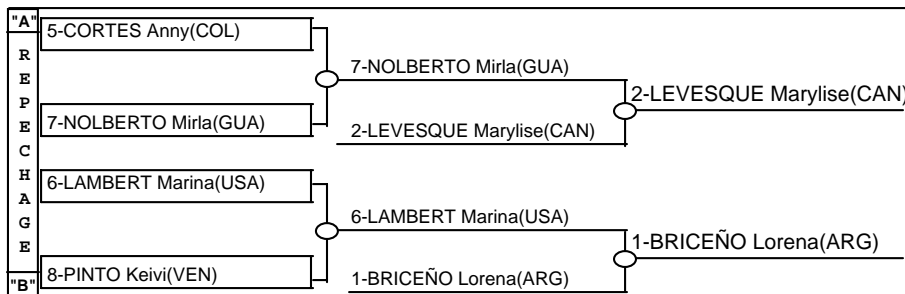 "A"
REPECHAGE
"B"
5-CORTES Anny(COL)
7-NOLBERTO Mirla(GUA)
7-NOLBERTO Mirla(GUA)
2-LEVESQUE Marylise(CAN)
2-LEVESQUE Marylise(CAN)
6-LAMBERT Marina(USA)
8-PINTO Keivi(VEN)
6-LAMBERT Marina(USA)
1-BRICEÑO Lorena(ARG)
1-BRICEÑO Lorena(ARG)